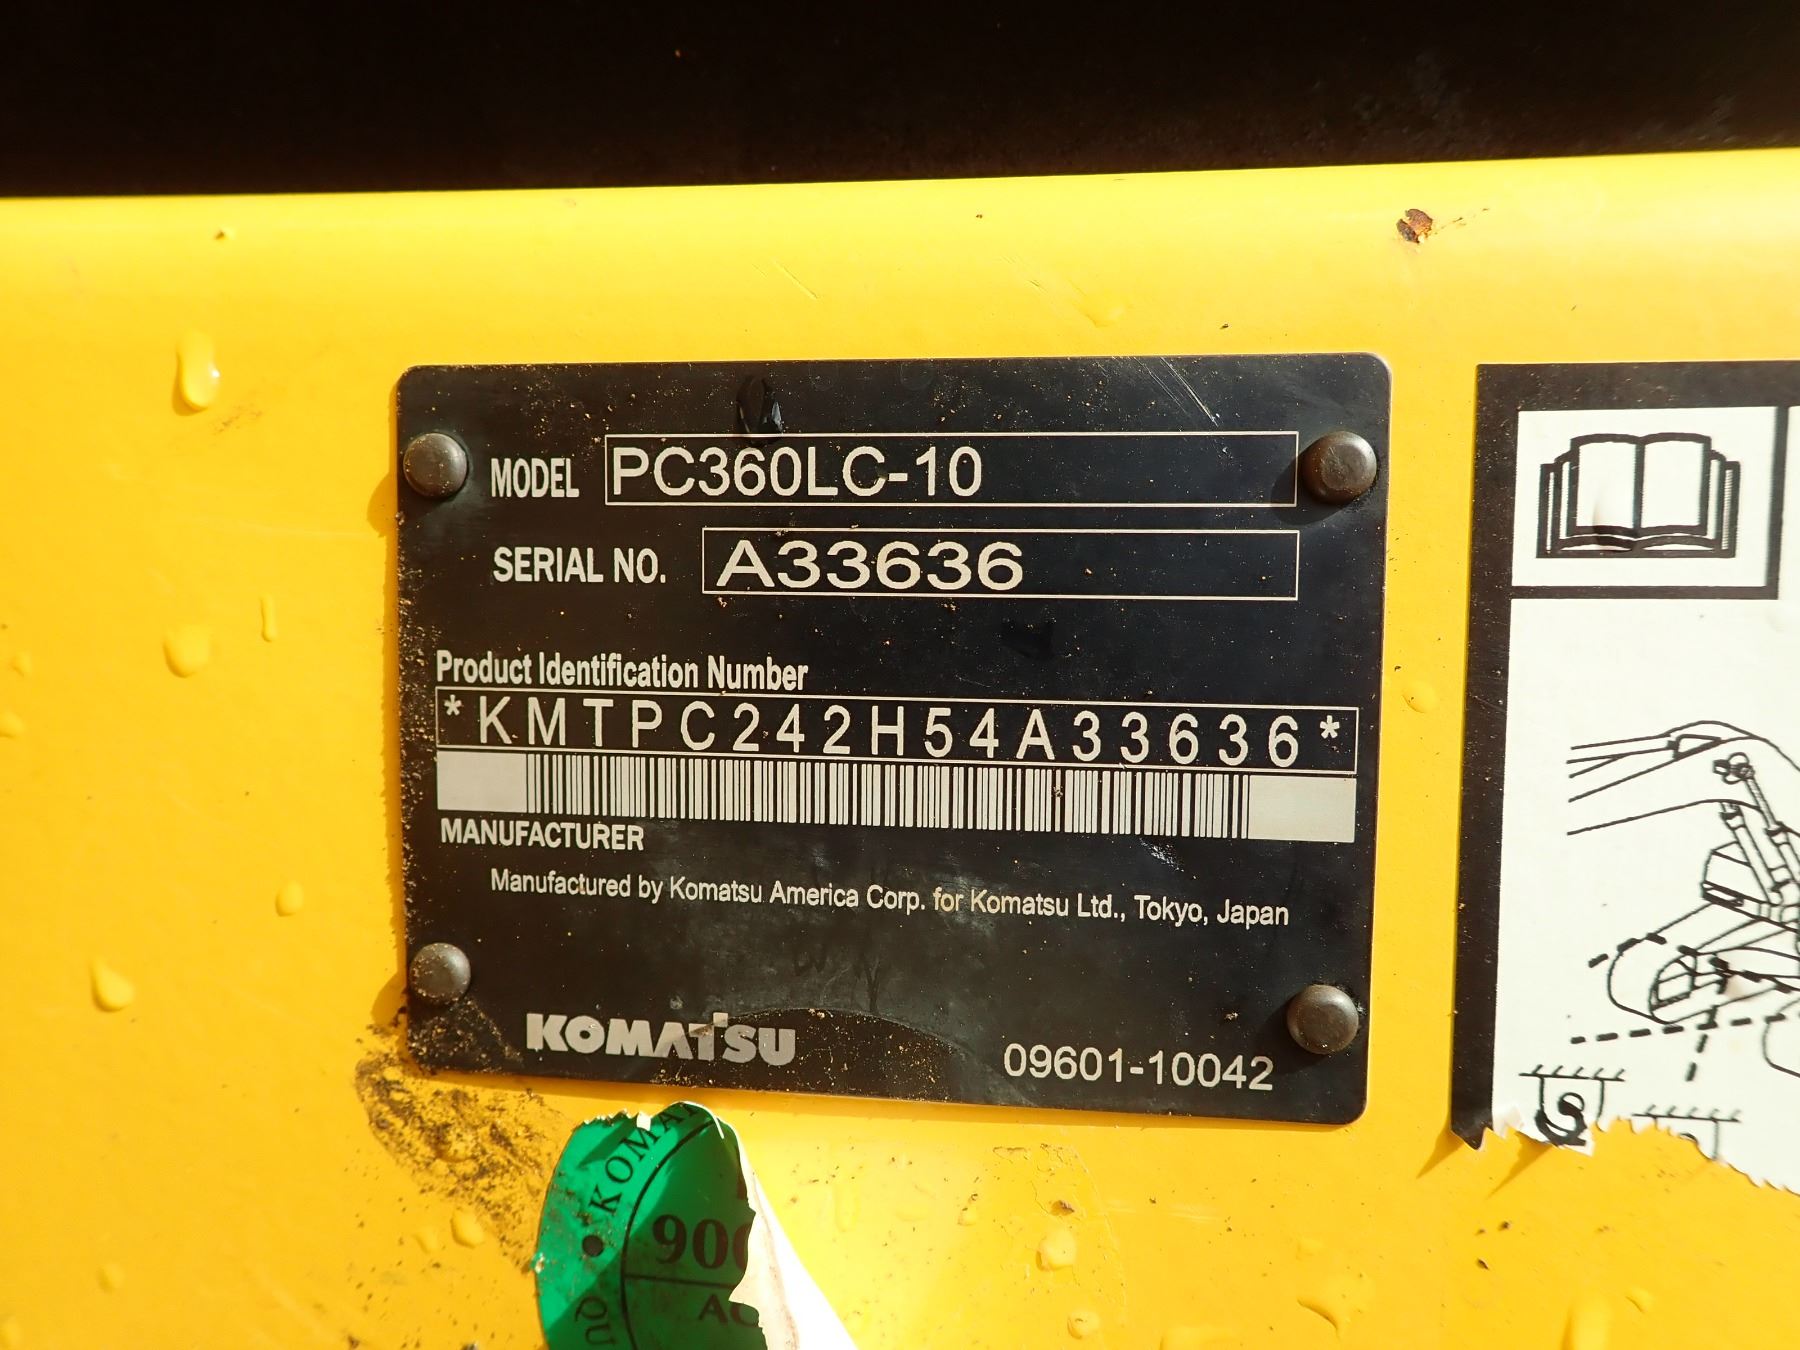 MODEL PC360LC-10
SERIAL NO. A33636
Product Identification Number
*KMTPC242H54A33636*
MANUFACTURER
Manufactured by Komatsu America Corp. for Komatsu Ltd., Tokyo, Japan
KOMATSU 09601-10042
S